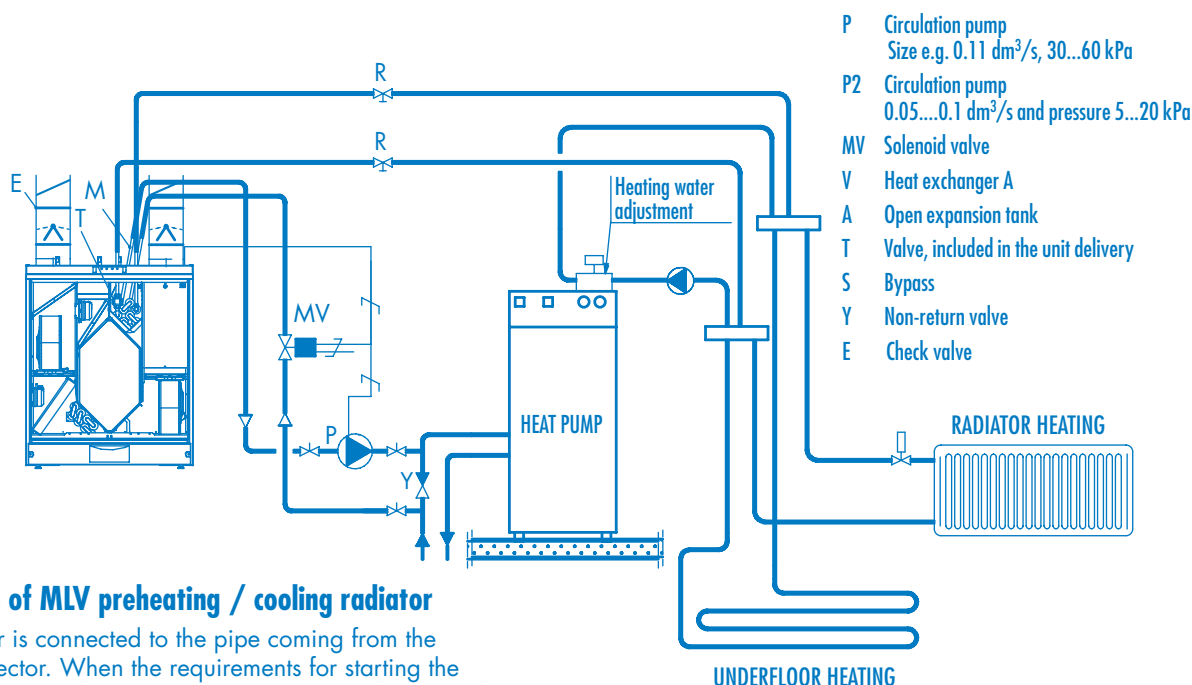 P Circulation pump
Size e.g. 0.11 dm³/s, 30...60 kPa
P2 Circulation pump
0.05....0.1 dm³/s and pressure 5...20 kPa
MV Solenoid valve
V Heat exchanger A
A Open expansion tank
T Valve, included in the unit delivery
S Bypass
Y Non-return valve
E Check valve
R
R
E
M
T
Heating water
adjustment
MV
P
Y
HEAT PUMP
RADIATOR HEATING
UNDERFLOOR HEATING
of MLV preheating / cooling radiator
r is connected to the pipe coming from the
ector. When the requirements for starting the